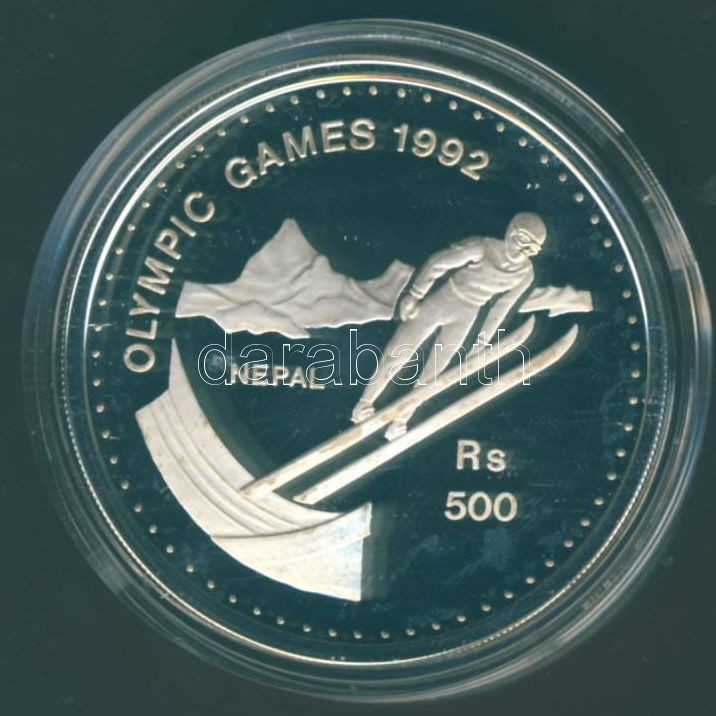 OLYMPIC GAMES 1992
darabanth
NEPAL
Rs
500